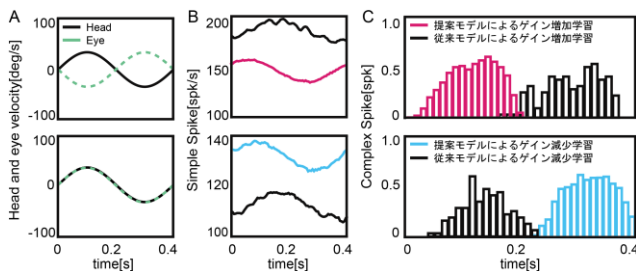 A
B
C
Head and eye velocity[deg/s]
100
0
-100
Head
Eye
100
0
-100
0
0.2
0.4
time[s]
Simple Spike[spk/s]
200
150
100
140
120
100
0
0.2
0.4
time[s]
Complex Spike[spk]
1.0
0.5
0
提案モデルによるゲイン増加学習
従来モデルによるゲイン増加学習
1.0
0.5
0
提案モデルによるゲイン減少学習
従来モデルによるゲイン減少学習
0
0.2
0.4
time[s]